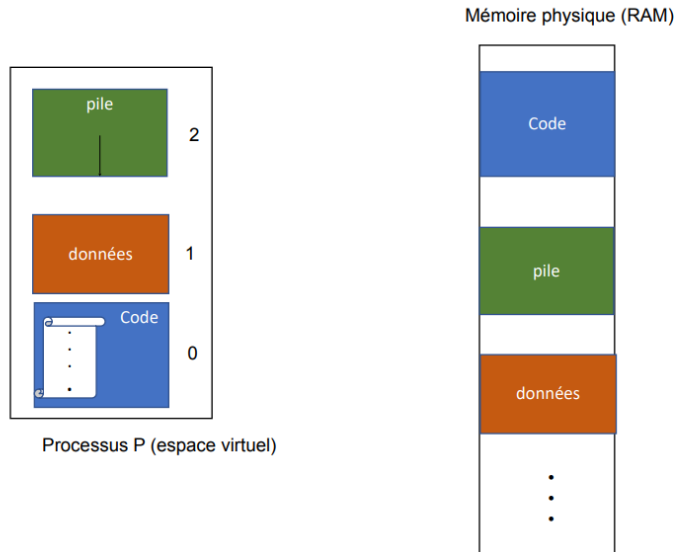 Mémoire physique (RAM)
pile
2
données
1
Code
0
Processus P (espace virtuel)
Code
pile
données